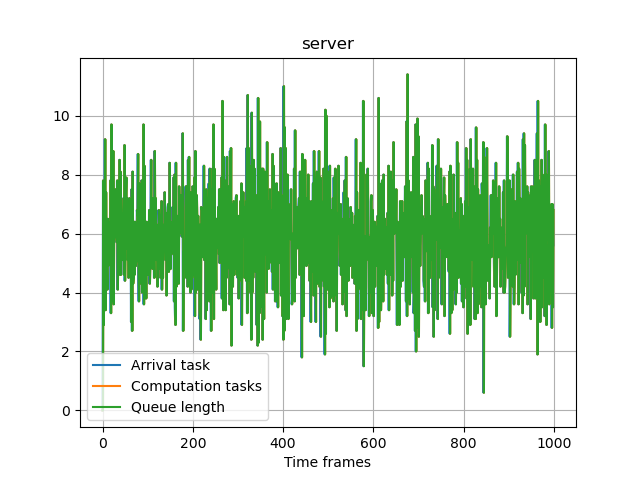 server
10
8
6
4
2
0
Arrival task
Computation tasks
Queue length
0 200 400 600 800 1000
Time frames